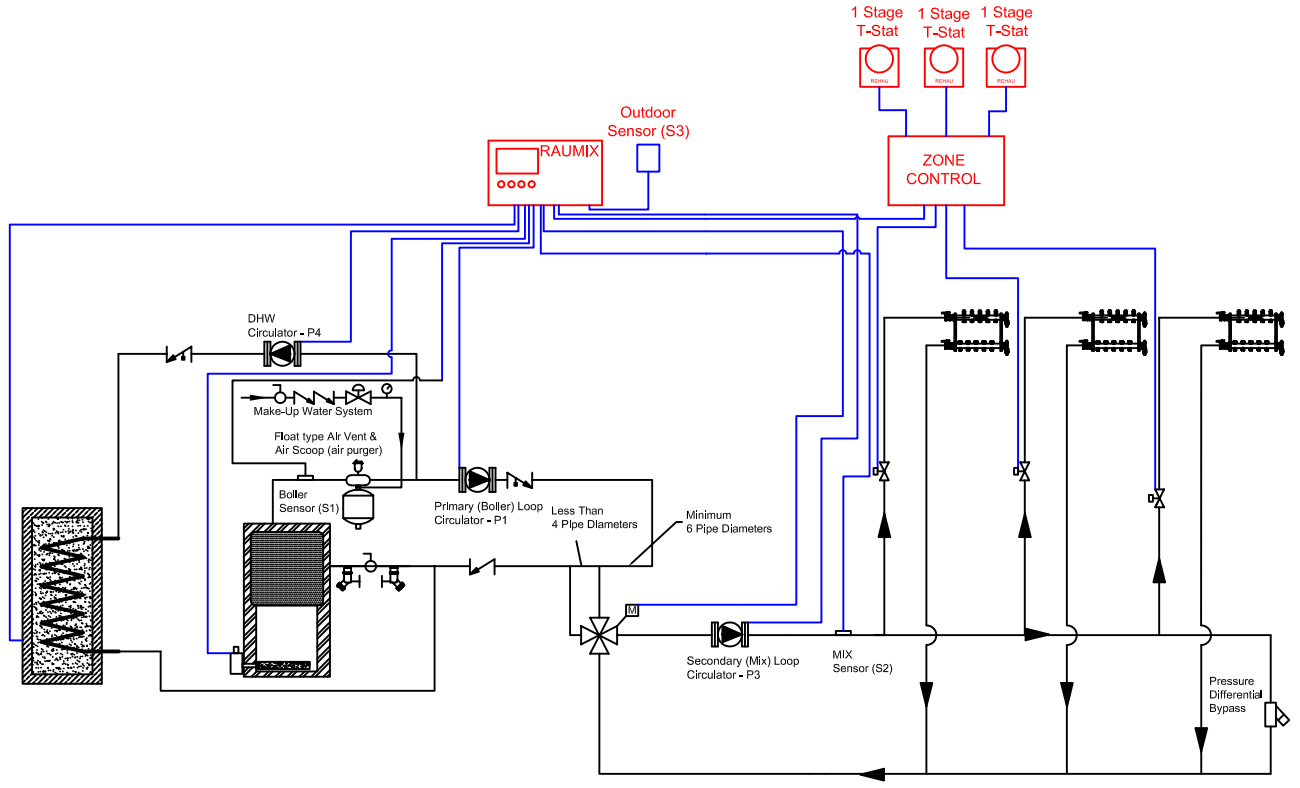 1 Stage
T-Stat
1 Stage
T-Stat
1 Stage
T-Stat
REHAU
REHAU
REHAU
Outdoor
Sensor (S3)
RAUMIX
ZONE
CONTROL
DHW
Circulator - P4
Make-Up Water System
Float type Air Vent &
Air Scoop (air purger)
Boiler
Sensor (S1)
Primary (Boiler) Loop
Circulator - P1
Less Than
4 Pipe Diameters
Minimum
6 Pipe Diameters
M
Secondary (Mix) Loop
Circulator - P3
MIX
Sensor (S2)
Pressure
Differential
Bypass